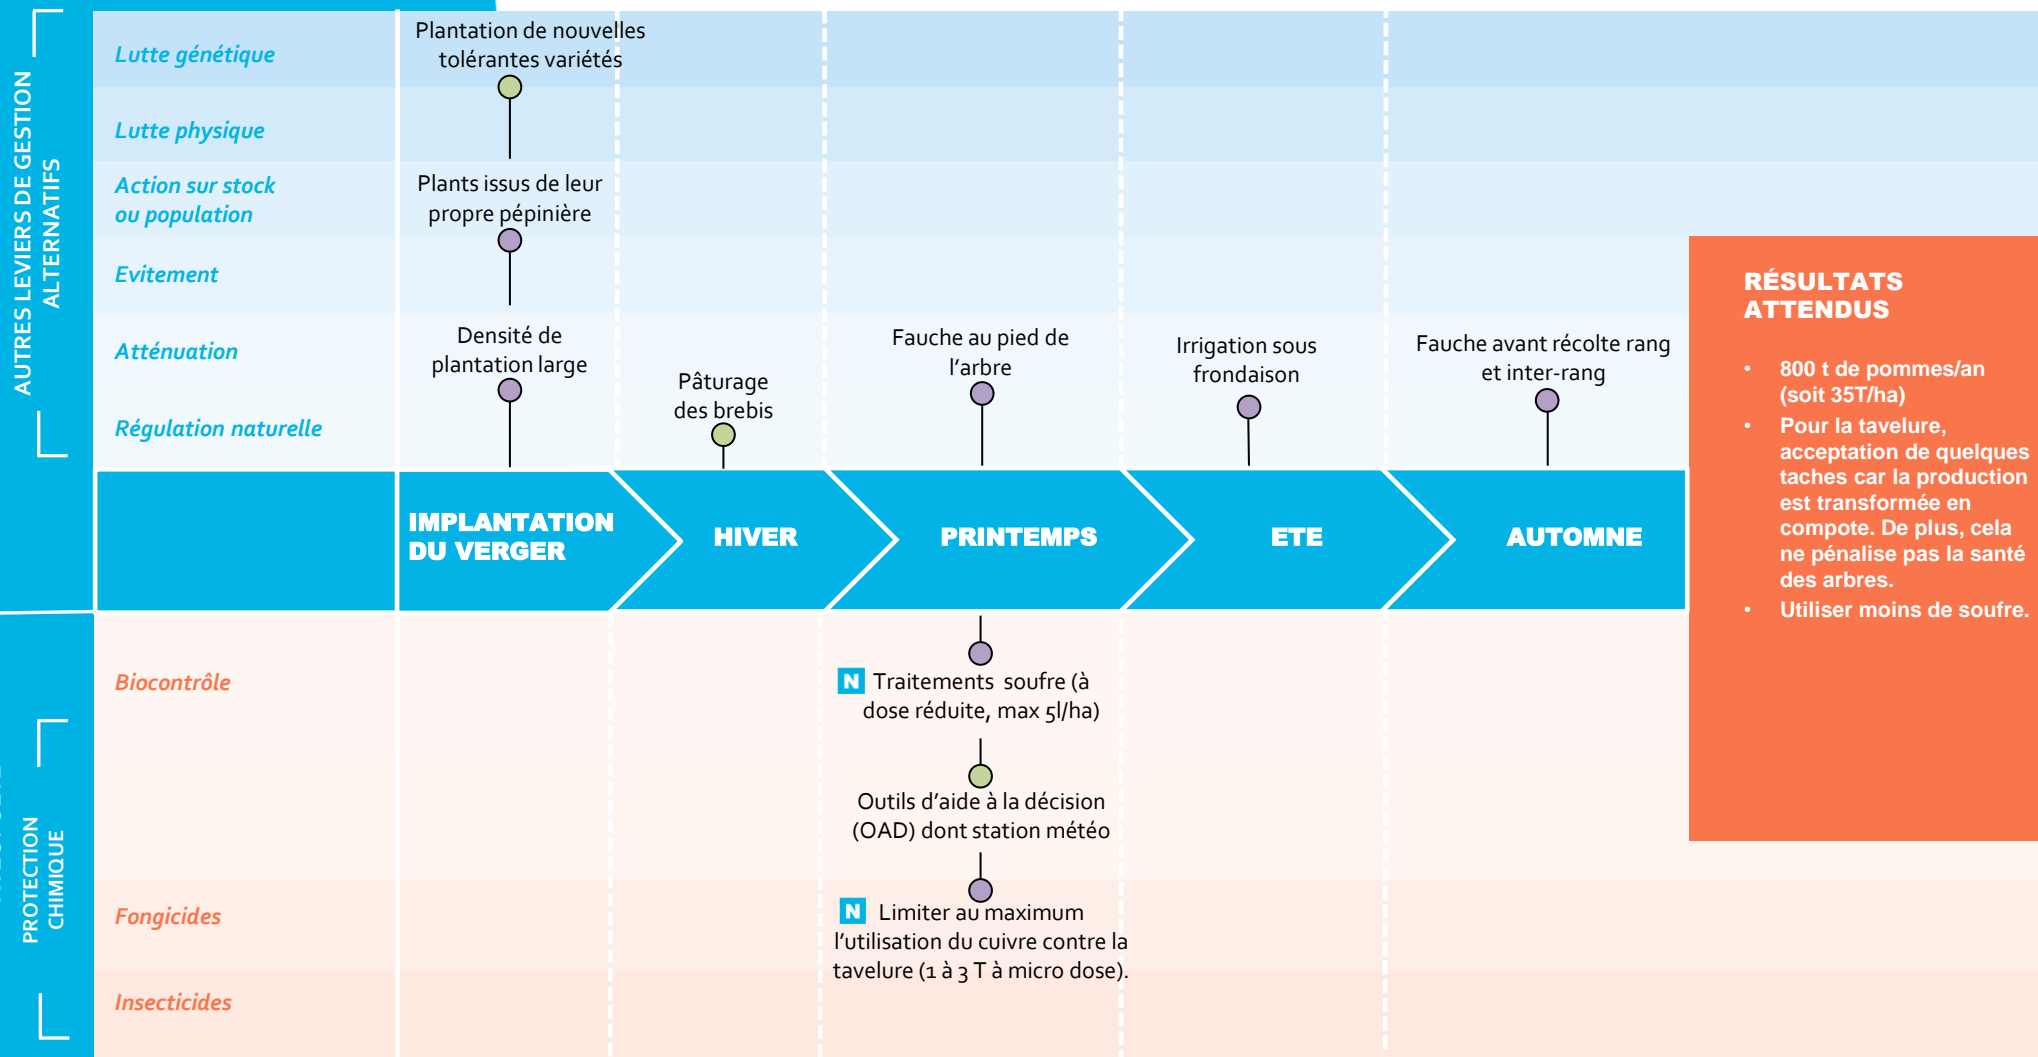 AUTRES LEVIERS DE GESTION
ALTERNATIFS
Lutte génétique
Lutte physique
Action sur stock
ou population
Evitement
Atténuation
Régulation naturelle
Plantation de nouvelles
tolérantes variétés
Plants issus de leur
propre pépinière
Densité de
plantation large
Pâturage
des brebis
Fauche au pied de
l'arbre
Irrigation sous
frondaison
Fauche avant récolte rang
et inter-rang
IMPLANTATION
DU VERGER
HIVER
PRINTEMPS
ETE
AUTOMNE
PROTECTION
CHIMIQUE
Biocontrôle
Fongicides
Insecticides
N Traitements soufre (à
dose réduite, max 5l/ha)
Outils d'aide à la décision
(OAD) dont station météo
N Limiter au maximum
l'utilisation du cuivre contre la
tavelure (1 à 3 T à micro dose).
RÉSULTATS
ATTENDUS
• 800 t de pommes/an
(soit 35T/ha)
• Pour la tavelure,
acceptation de quelques
taches car la production
est transformée en
compote. De plus, cela
ne pénalise pas la santé
des arbres.
• Utiliser moins de soufre.